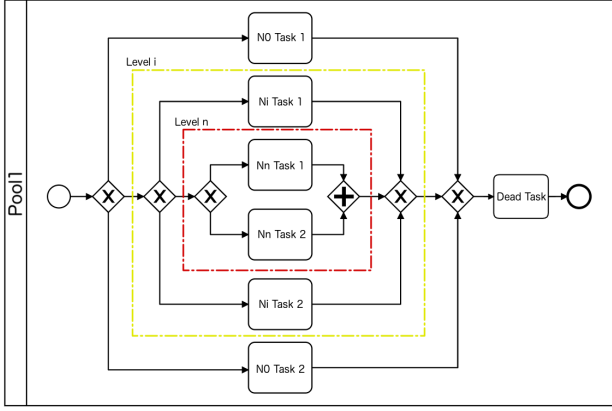 Pool1
N0 Task 1
Level i
Ni Task 1
Level n
Nn Task 1
X
X
X
X
X
Dead Task
Nn Task 2
Ni Task 2
N0 Task 2